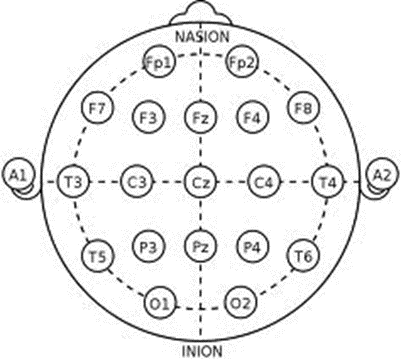 NASION
Fp1 Fp2
F7 F3 Fz F4 F8
A1 T3 C3 Cz C4 T4 A2
T5 P3 Pz P4 T6
O1 O2
INION